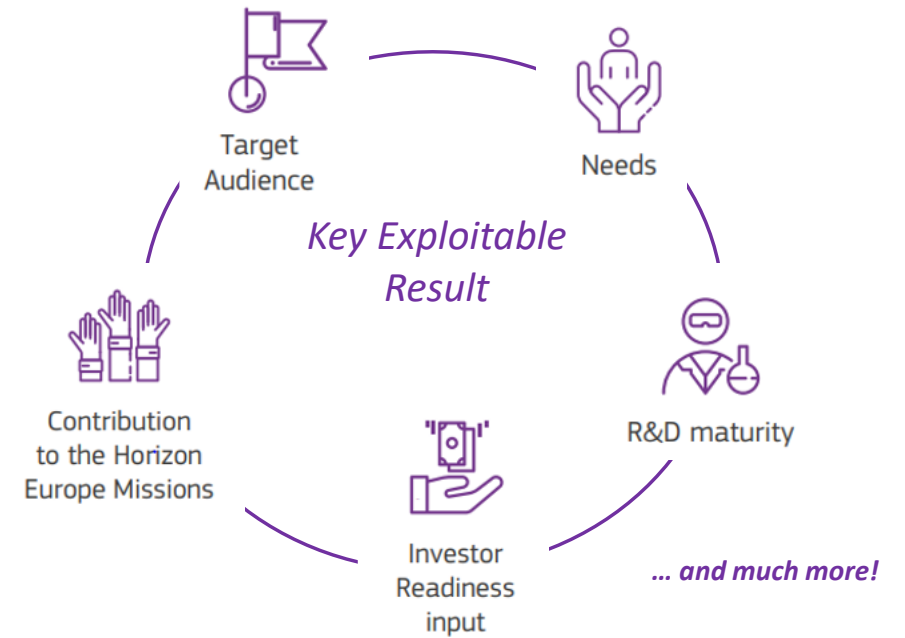 Target
Audience
Needs
Key Exploitable
Result
Contribution
to the Horizon
Europe Missions
R&D maturity
Investor
Readiness
input
... and much more!